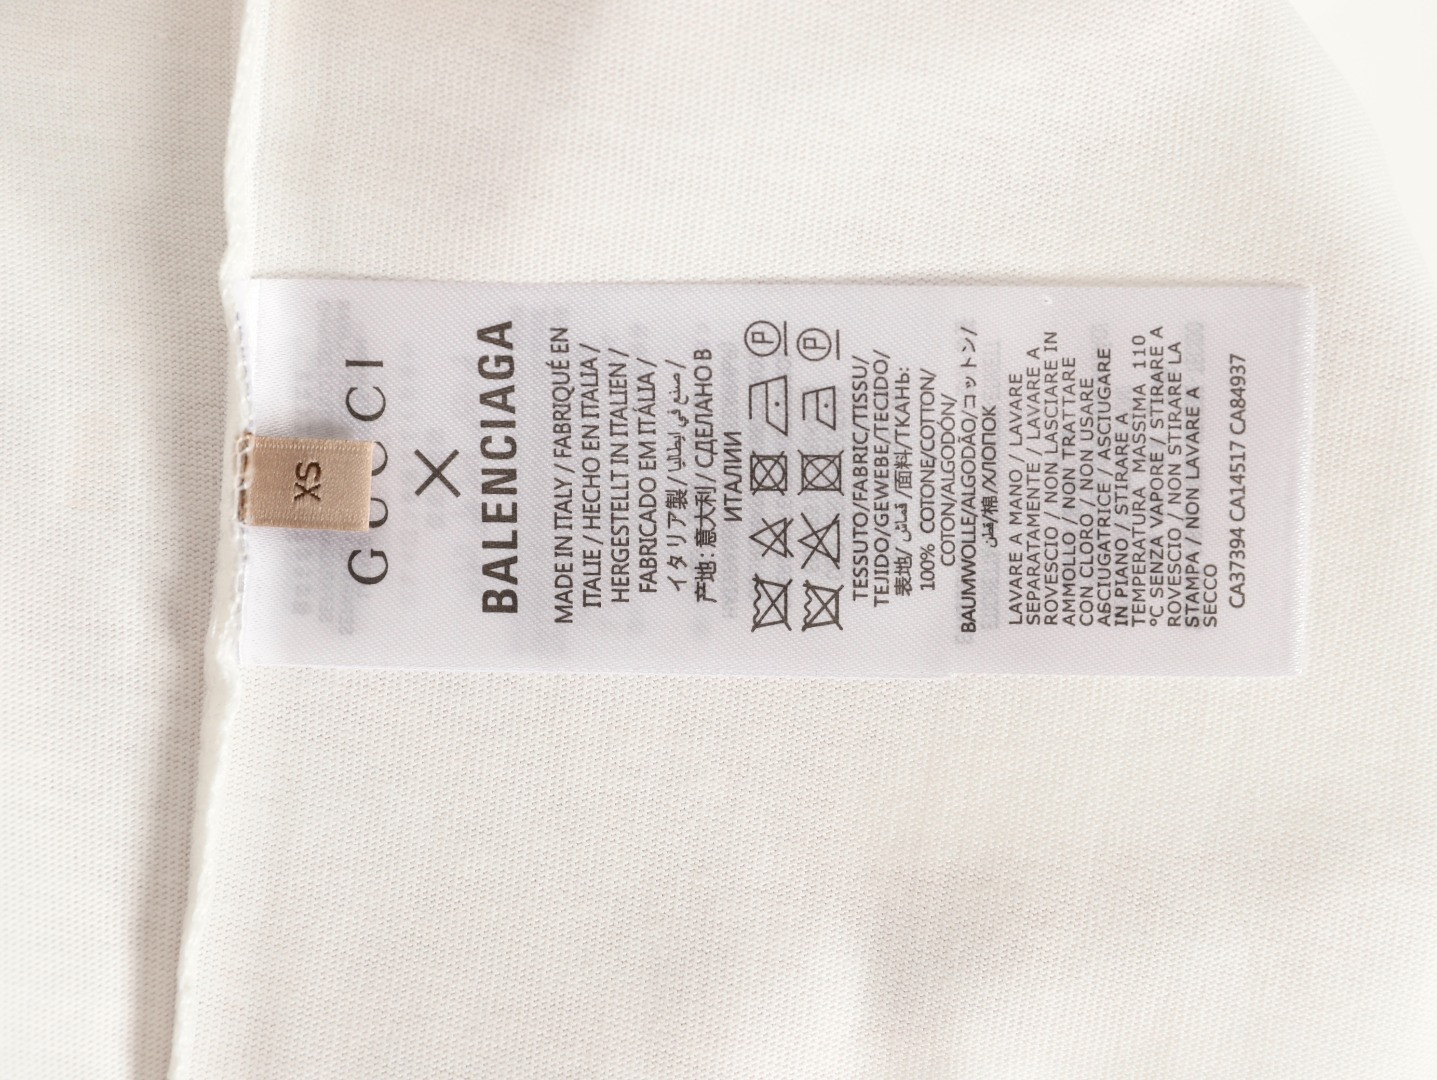 XS
GUCCI
X
BALENCIAGA
MADE IN ITALY / FABRIQUÉ EN
ITALIE / HECHO EN ITALIA /
HERGESTELLT IN ITALIEN /
FABRICADO EM ITÁLIA /
イタリア製 / صنع في ايطاليا /
产地 : 意大利 / СДЕЛАНО В
ИТАЛИИ
P
P
TESSUTO/FABRIC/TISSU/
TEJIDO/GEWEBE/TECIDO/
表地/ قماش /面料/ТКАНЬ:
100% COTONE/COTTON/
COTON/ALGODÓN/
BAUMWOLLE/ALGODÃO/コットン/
قطن/棉/ХЛОПОК
LAVARE A MANO / LAVARE
SEPARATAMENTE / LAVARE A
ROVESCIO / NON LASCIARE IN
AMMOLLO / NON TRATTARE
CON CLORO / NON USARE
ASCIUGATRICE / ASCIUGARE
IN PIANO / STIRARE A
TEMPERATURA MASSIMA 110
°C SENZA VAPORE / STIRARE A
ROVESCIO / NON STIRARE LA
STAMPA / NON LAVARE A
SECCO
CA37394 CA14517 CA84937